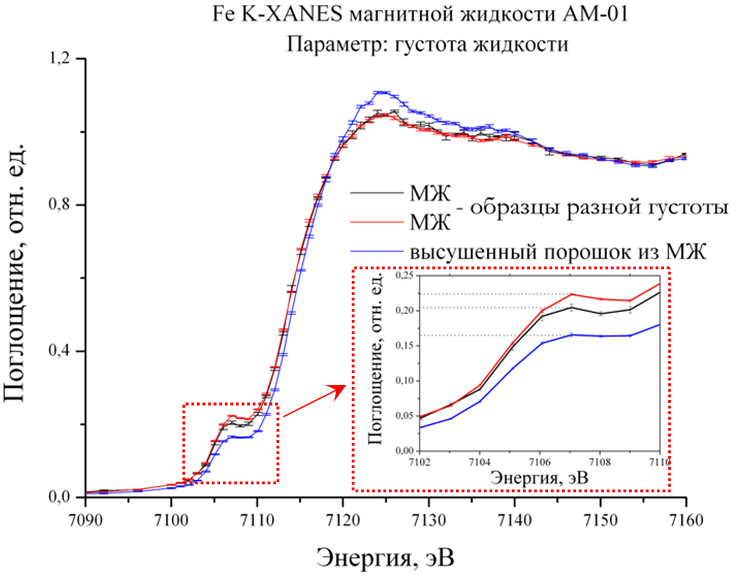 Fe K-XANES магнитной жидкости АМ-01
Параметр: густота жидкости
1,2
0,8
0,4
0,0
Поглощение, отн. ед.
МЖ
МЖ
- образцы разной густоты
высушенный порошок из МЖ
0,25
0,20
0,15
0,10
0,05
0,00
Поглощение, отн. ед.
7102 7104 7106 7108 7110
Энергия, эВ
7090 7100 7110 7120 7130 7140 7150 7160
Энергия, эВ